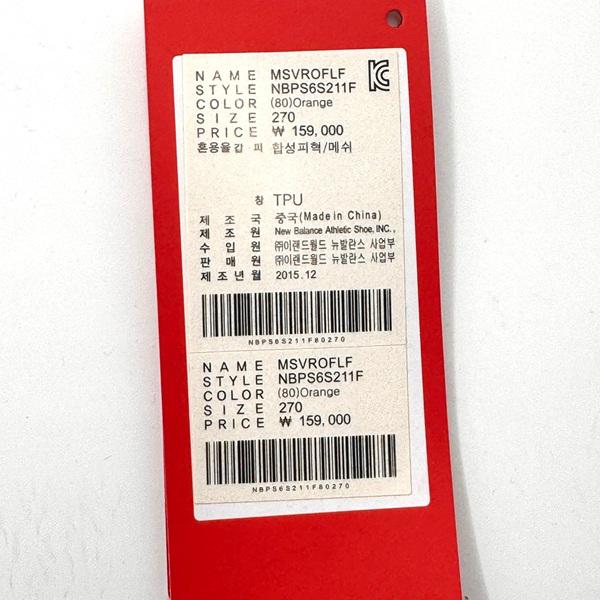 NAME MSVROFLF
STYLE NBPS6S211F
COLOR (80)Orange
SIZE 270
PRICE ₩ 159,000
혼용율갑 피 합성피혁/메쉬
창 TPU
제 조 국 중국(Made in China)
제 조 원 New Balance Athletic Shoe, INC.,
수 입 원 ㈜이랜드월드 뉴발란스 사업부
판 매 원 ㈜이랜드월드 뉴발란스 사업부
제조년월 2015.12
NBPS6S211F80270
NAME MSVROFLF
STYLE NBPS6S211F
COLOR (80)Orange
SIZE 270
PRICE ₩ 159,000
NBPS6S211F80270